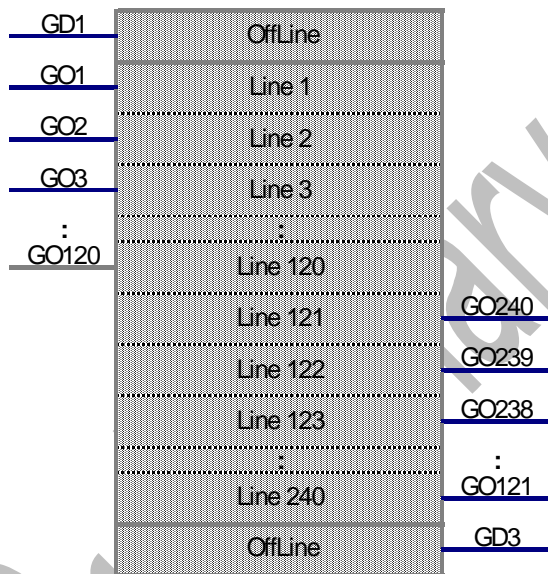 GD1 OffLine
GO1 Line 1
GO2 Line 2
GO3 Line 3
: :
GO120 Line 120
Line 121 GO240
Line 122 GO239
Line 123 GO238
: :
Line 240 GO121
OffLine GD3